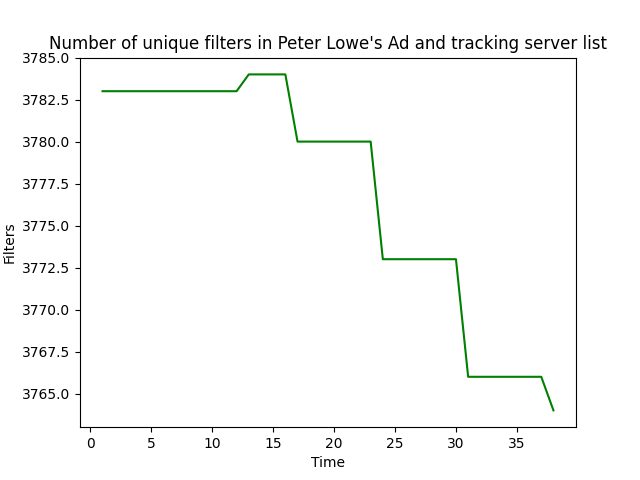 Number of unique filters in Peter Lowe's Ad and tracking server list
3785.0
3782.5
3780.0
3777.5
3775.0
3772.5
3770.0
3767.5
3765.0
Filters
0 5 10 15 20 25 30 35
Time